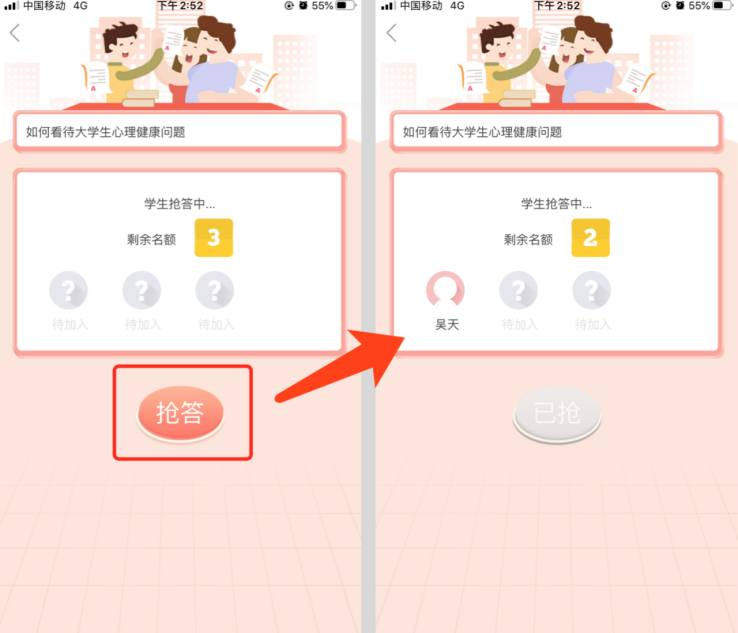 中国移动 4G 下午 2:52 55%
如何看待大学生心理健康问题
学生抢答中...
剩余名额 3
? ? ?
待加入 待加入 待加入
抢答
中国移动 4G 下午 2:52 55%
如何看待大学生心理健康问题
学生抢答中...
剩余名额 2
? ?
吴天 待加入 待加入
已抢